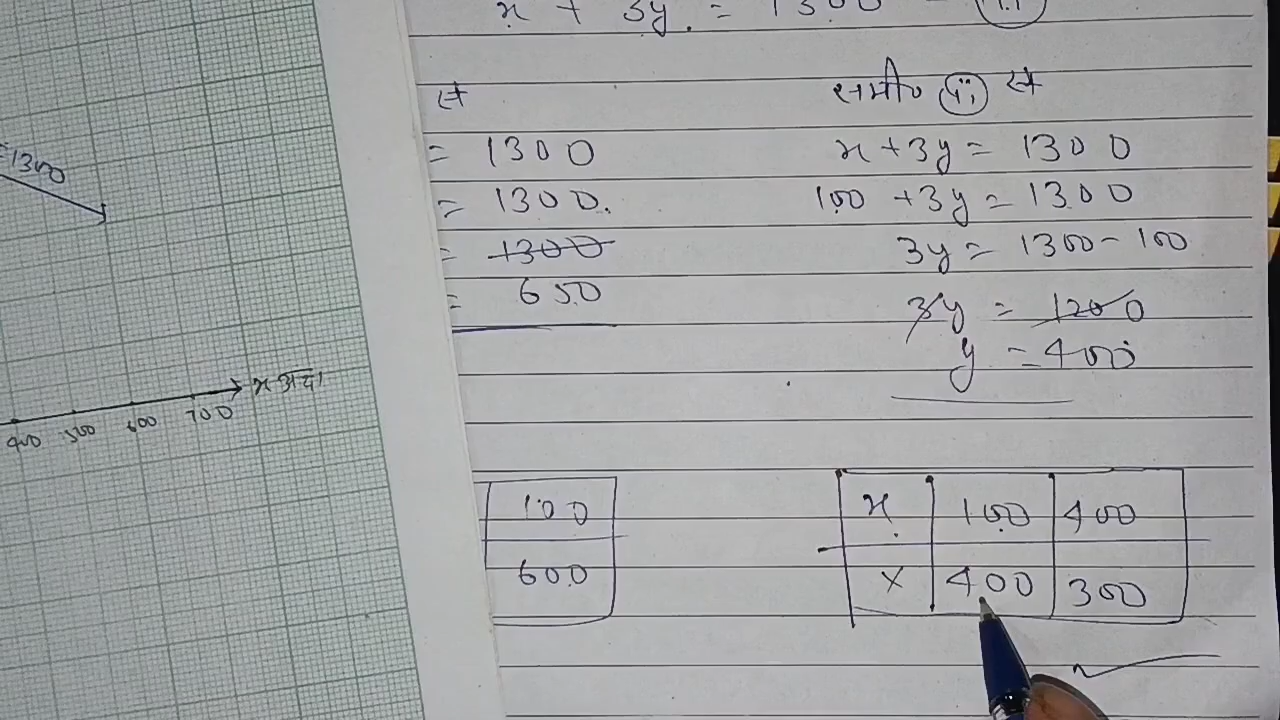 x + 3y = 1300 - (ii)
से
= 1300
= 1300.
= 1300
= 650
समी० (ii) से
x + 3y = 1300
100 + 3y = 1300
3y = 1300 - 100
3y = 1200
y = 400
100
600
x 100 400
y 400 300
=1300
400 500 600 700 x अक्ष